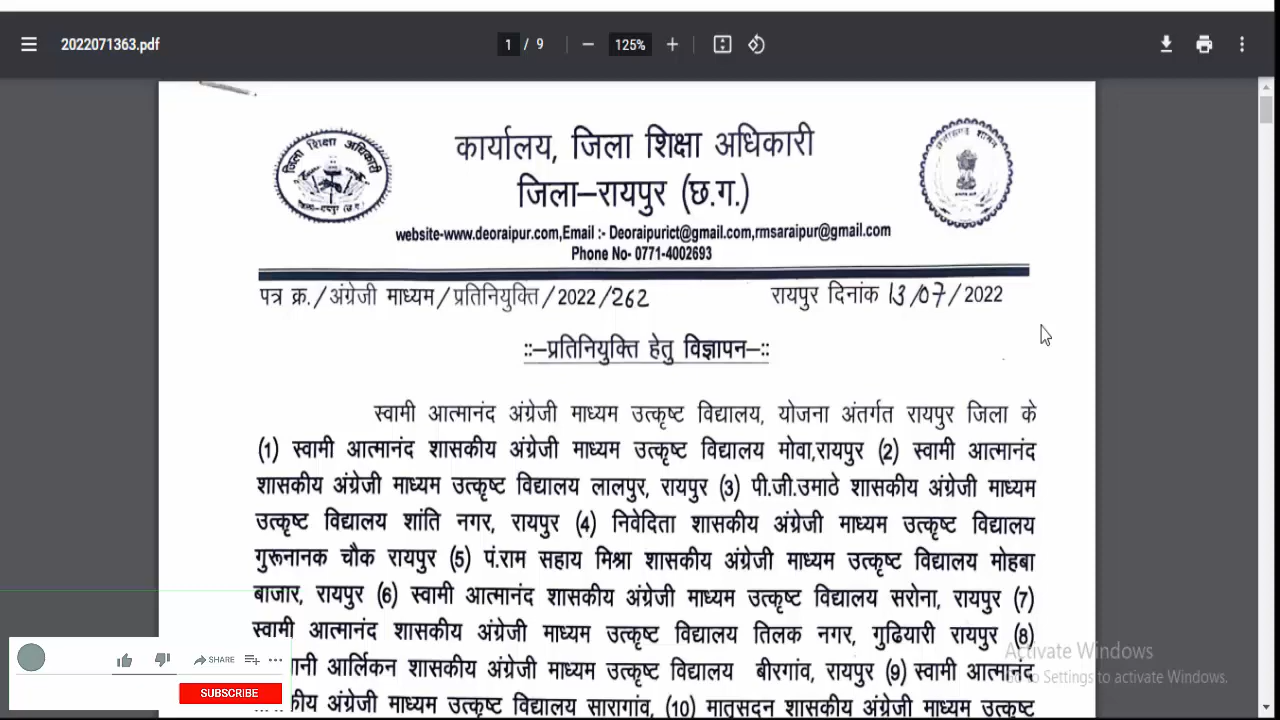 2022071363.pdf
1 / 9
125%
जिला शिक्षा अधिकारी
कार्यालय, जिला शिक्षा अधिकारी
जिला–रायपुर (छ.ग.)
website-www.deoraipur.com,Email :- Deoraipurict@gmail.com,rmsaraipur@gmail.com
Phone No- 0771-4002693
पत्र क्र./अंग्रेजी माध्यम/प्रतिनियुक्ति/2022/262 रायपुर दिनांक 13/07/2022
::–प्रतिनियुक्ति हेतु विज्ञापन–::
स्वामी आत्मानंद अंग्रेजी माध्यम उत्कृष्ट विद्यालय, योजना अंतर्गत रायपुर जिला के
(1) स्वामी आत्मानंद शासकीय अंग्रेजी माध्यम उत्कृष्ट विद्यालय मोवा,रायपुर (2) स्वामी आत्मानंद
शासकीय अंग्रेजी माध्यम उत्कृष्ट विद्यालय लालपुर, रायपुर (3) पी.जी.उमाठे शासकीय अंग्रेजी माध्यम
उत्कृष्ट विद्यालय शांति नगर, रायपुर (4) निवेदिता शासकीय अंग्रेजी माध्यम उत्कृष्ट विद्यालय
गुरूनानक चौक रायपुर (5) पं.राम सहाय मिश्रा शासकीय अंग्रेजी माध्यम उत्कृष्ट विद्यालय मोहबा
बाजार, रायपुर (6) स्वामी आत्मानंद शासकीय अंग्रेजी माध्यम उत्कृष्ट विद्यालय सरोना, रायपुर (7)
स्वामी आत्मानंद शासकीय अंग्रेजी माध्यम उत्कृष्ट विद्यालय तिलक नगर, गुढियारी रायपुर (8)
आर्लिकन शासकीय अंग्रेजी माध्यम उत्कृष्ट विद्यालय बीरगांव, रायपुर (9) स्वामी आत्मानंद
अंग्रेजी माध्यम उत्कृष्ट विद्यालय सारागांव, (10) मातृसदन शासकीय अंग्रेजी माध्यम उत्कृष्ट
Activate Windows
Go to Settings to activate Windows.
SHARE
SUBSCRIBE